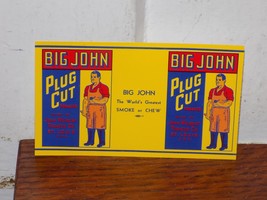 BIG JOHN
PLUG
CUT
BIG JOHN
The World's Greatest
SMOKE or CHEW
BIG JOHN
PLUG
CUT